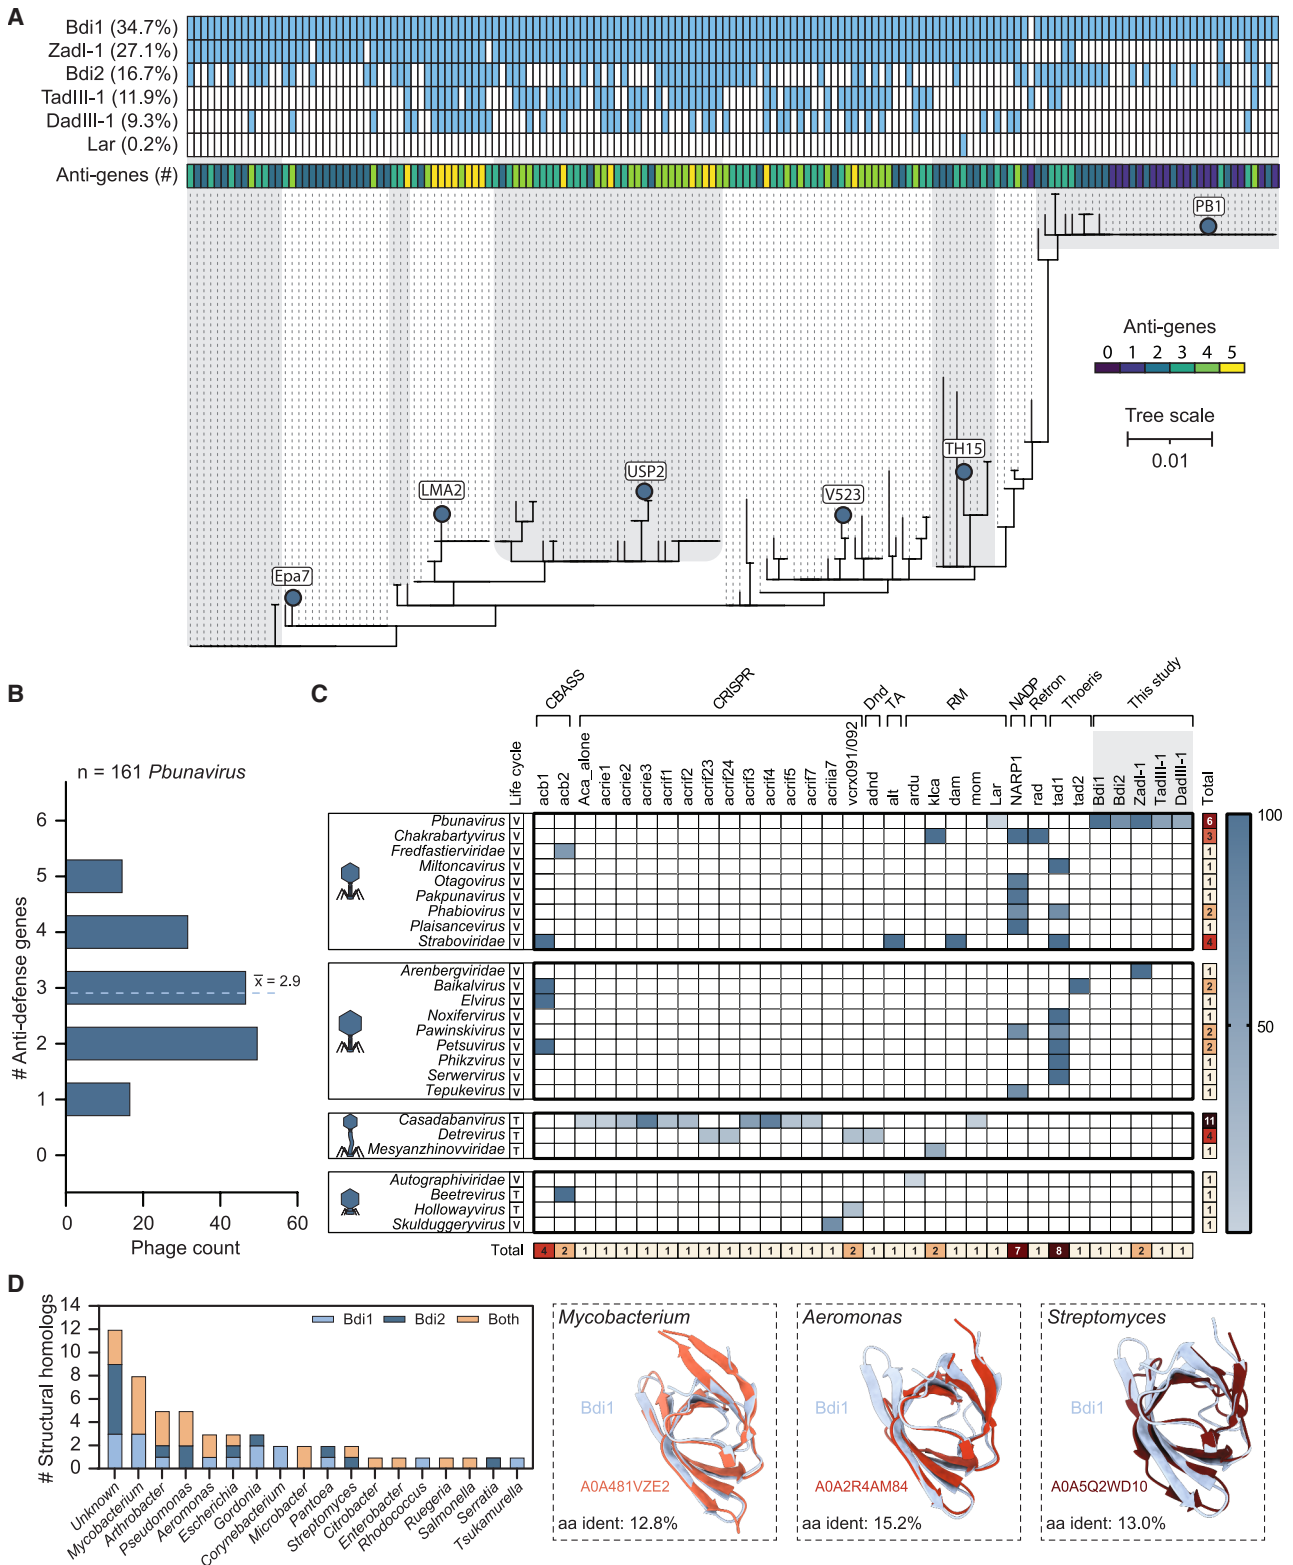 A
Bdi1 (34.7%)
ZadI-1 (27.1%)
Bdi2 (16.7%)
TadIII-1 (11.9%)
DadIII-1 (9.3%)
Lar (0.2%)
Anti-genes (#)
PB1
Anti-genes
0 1 2 3 4 5
Tree scale
0.01
TH15
USP2
LMA2
V523
Epa7
B
n = 161 Pbunavirus
# Anti-defense genes
6
5
4
3
2
1
0
x̅ = 2.9
0 20 40 60
Phage count
C
CBASS CRISPR Dnd TA RM NADP Retron Thoeris This study
Life cycle acb1 acb2 Aca_alone acrie1 acrie2 acrie3 acrif1 acrif2 acrif23 acrif24 acrif3 acrif4 acrif5 acrif7 acriia7 vcrx091/092 adnd alt ardu klca dam mom Lar NARP1 rad tad1 tad2 Bdi1 Bdi2 ZadI-1 TadIII-1 DadIII-1 Total
Pbunavirus V 6
Chakrabartyvirus V 3
Fredfastierviridae V 1
Miltoncavirus V 1
Otagovirus V 1
Pakpunavirus V 1
Phabiovirus V 2
Plaisancevirus V 1
Straboviridae V 4
Arenbergviridae V 1
Baikalvirus V 2
Elvirus V 1
Noxifervirus V 1
Pawinskivirus V 2
Petsuvirus V 2
Phikzvirus V 1
Serwervirus V 1
Tepukevirus V 1
Casadabanvirus T 11
Detrevirus T 4
Mesyanzhinovviridae T 1
Autographiviridae V 1
Beetrevirus T 1
Hollowayvirus T 1
Skulduggeryvirus V 1
Total 4 2 1 1 1 1 1 1 1 1 1 1 1 1 1 2 1 1 1 2 1 1 1 7 1 8 1 1 1 2 1 1
100
50
D
# Structural homologs
14
12
10
8
6
4
2
0
Bdi1 Bdi2 Both
Unknown
Mycobacterium
Arthrobacter
Pseudomonas
Aeromonas
Escherichia
Gordonia
Corynebacterium
Microbacter
Pantoea
Streptomyces
Citrobacter
Enterobacter
Rhodococcus
Ruegeria
Salmonella
Serratia
Tsukamurella
Mycobacterium
Bdi1
A0A481VZE2
aa ident: 12.8%
Aeromonas
Bdi1
A0A2R4AM84
aa ident: 15.2%
Streptomyces
Bdi1
A0A5Q2WD10
aa ident: 13.0%